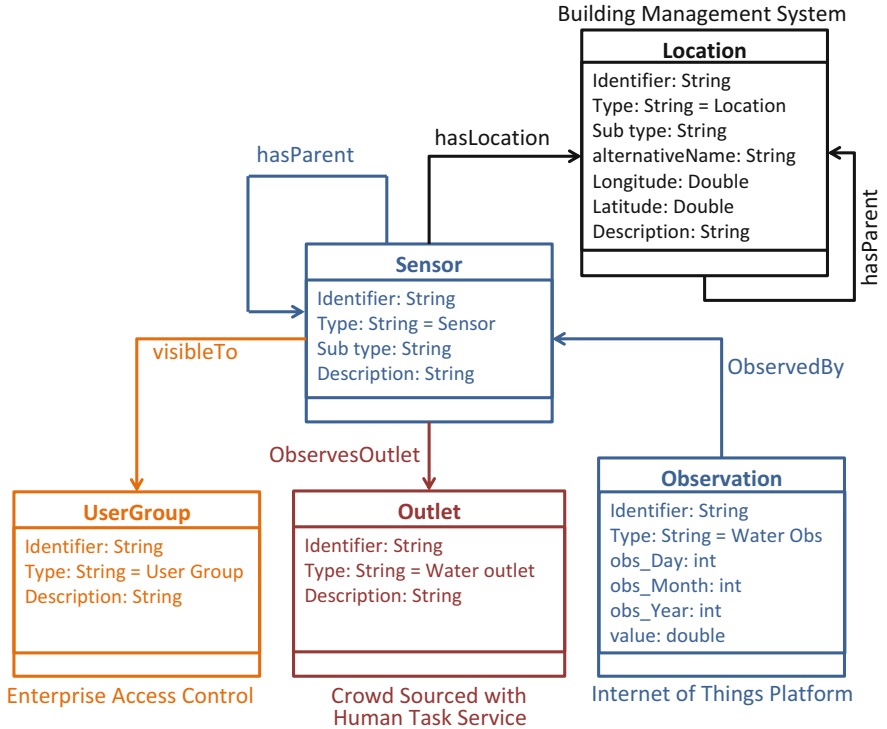 Building Management System
Location
Identifier: String
Type: String = Location
Sub type: String
alternativeName: String
Longitude: Double
Latitude: Double
Description: String
hasParent
hasLocation
hasParent
Sensor
Identifier: String
Type: String = Sensor
Sub type: String
Description: String
visibleTo
ObservedBy
ObservesOutlet
UserGroup
Identifier: String
Type: String = User Group
Description: String
Enterprise Access Control
Outlet
Identifier: String
Type: String = Water outlet
Description: String
Crowd Sourced with
Human Task Service
Observation
Identifier: String
Type: String = Water Obs
obs_Day: int
obs_Month: int
obs_Year: int
value: double
Internet of Things Platform